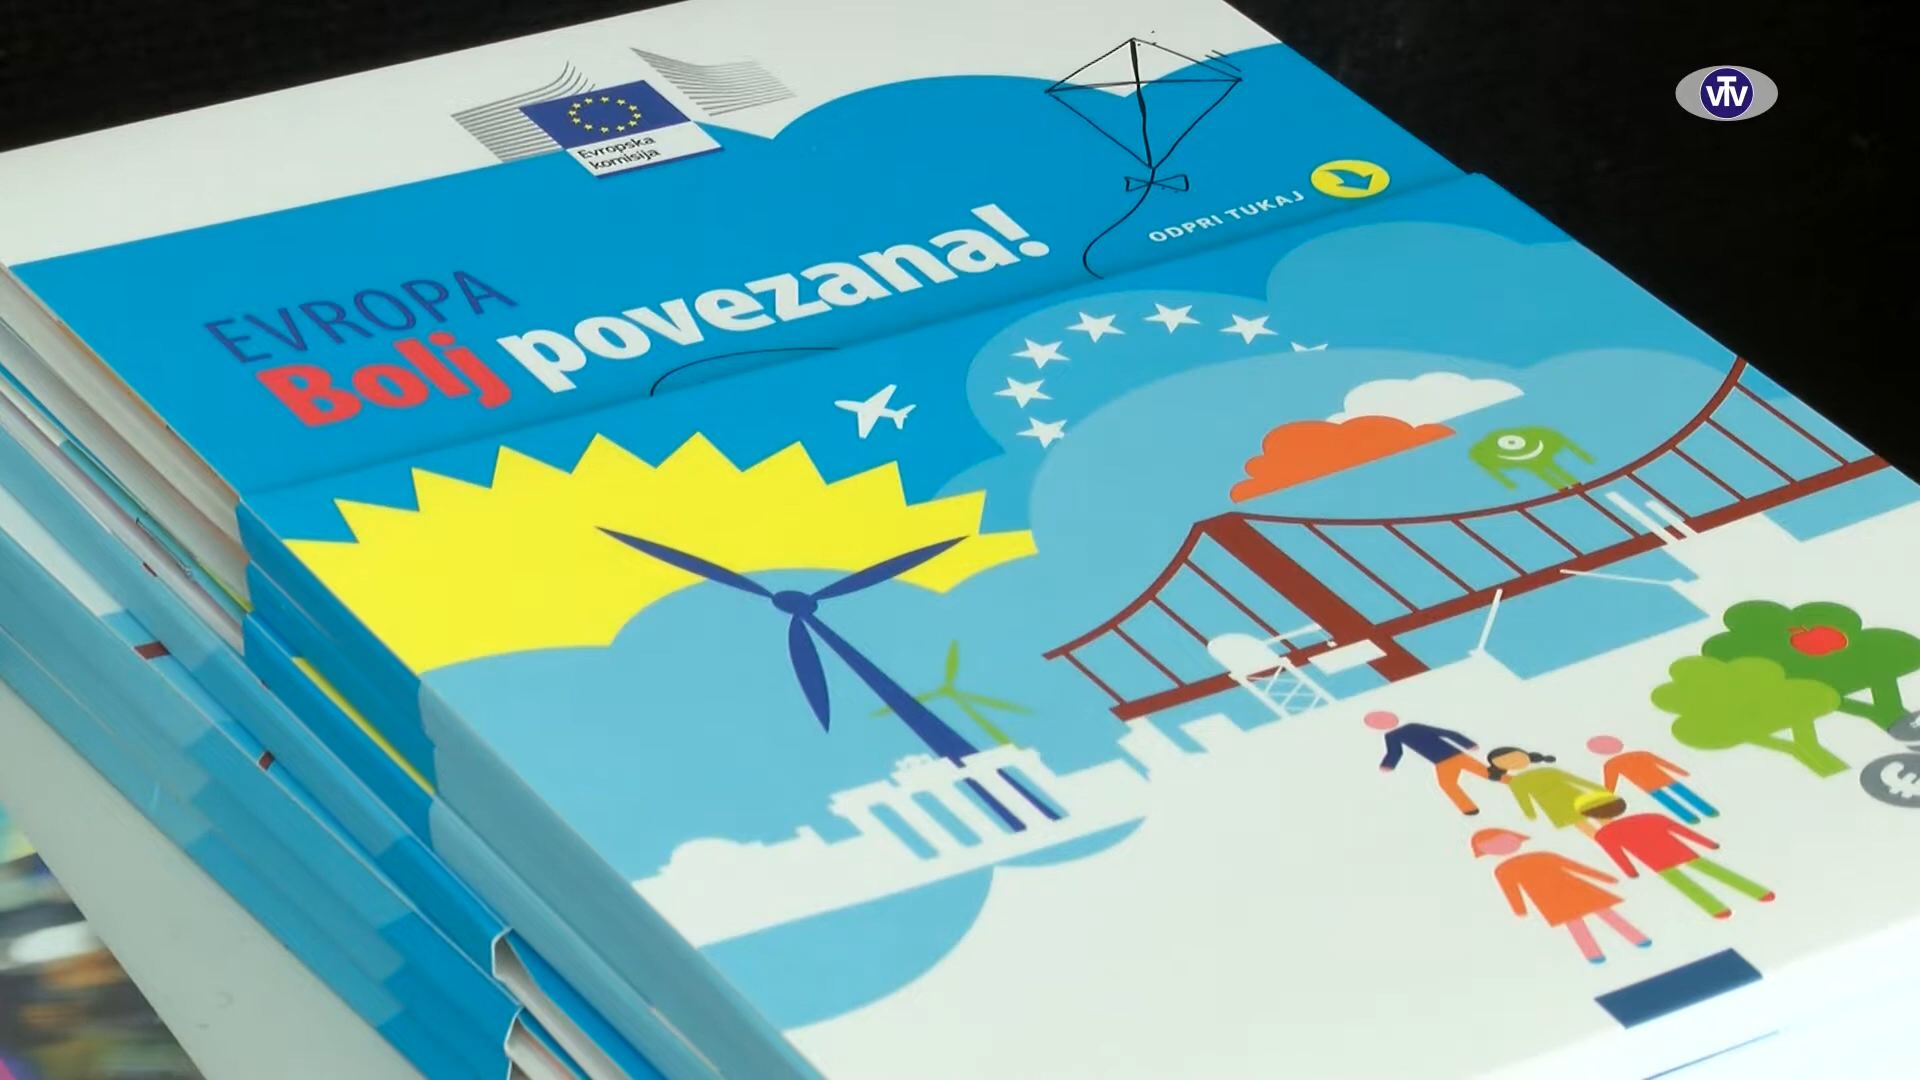 VTV
Evropska
komisija
ODPRI TUKAJ
EVROPA
Bolj povezana!